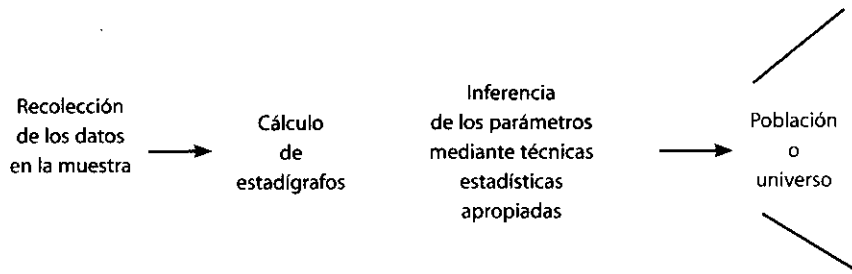 Recolección
de los datos
en la muestra
Cálculo
de
estadígrafos
Inferencia
de los parámetros
mediante técnicas
estadísticas
apropiadas
Población
o
universo